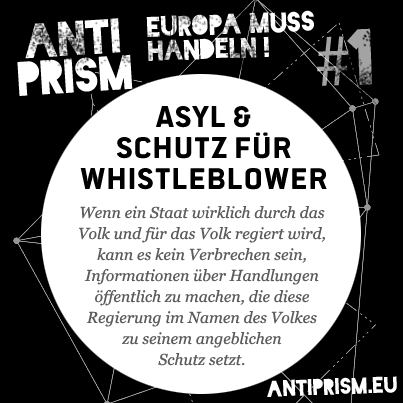 ANTI
PRISM
EUROPA MUSS
HANDELN !
#1
ASYL &
SCHUTZ FÜR
WHISTLEBLOWER
Wenn ein Staat wirklich durch das
Volk und für das Volk regiert wird,
kann es kein Verbrechen sein,
Informationen über Handlungen
öffentlich zu machen, die diese
Regierung im Namen des Volkes
zu seinem angeblichen
Schutz setzt.
ANTIPRISM.EU